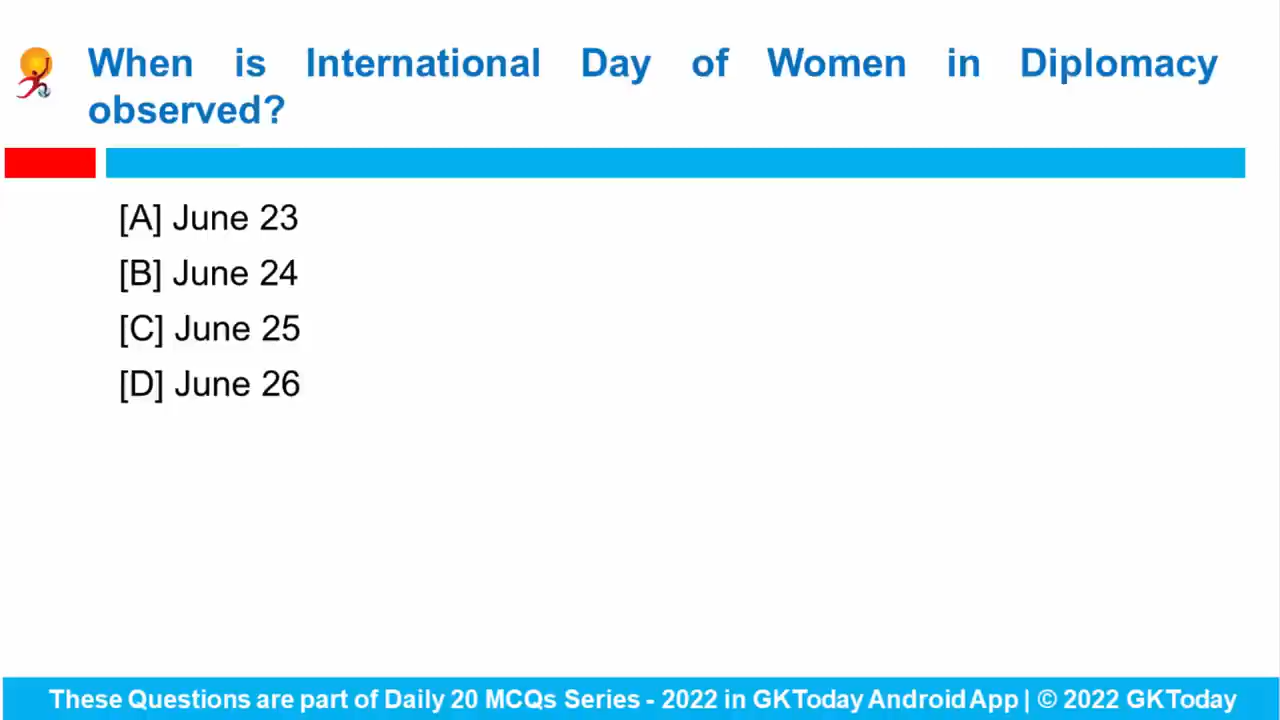 When is International Day of Women in Diplomacy
observed?
[A] June 23
[B] June 24
[C] June 25
[D] June 26
These Questions are part of Daily 20 MCQs Series - 2022 in GKToday Android App | © 2022 GKToday